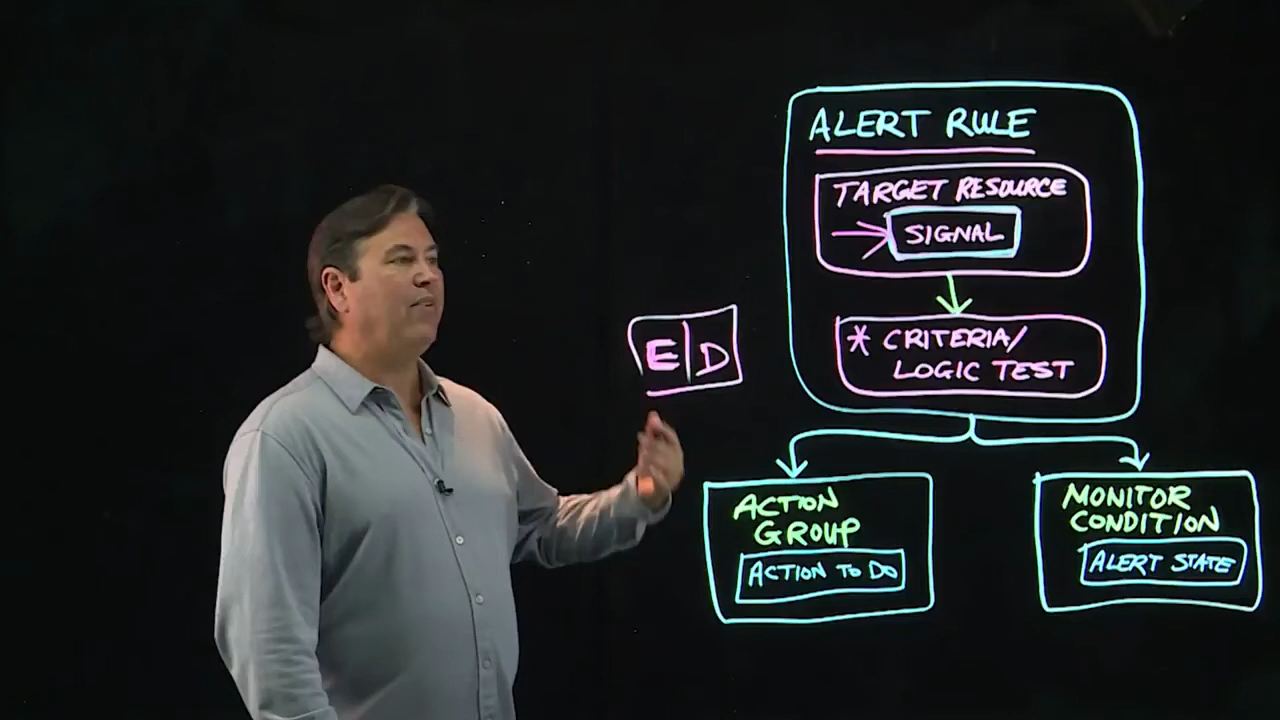 ALERT RULE
TARGET RESOURCE
SIGNAL
* CRITERIA/
LOGIC TEST
E|D
ACTION
GROUP
ACTION TO DO
MONITOR
CONDITION
ALERT STATE